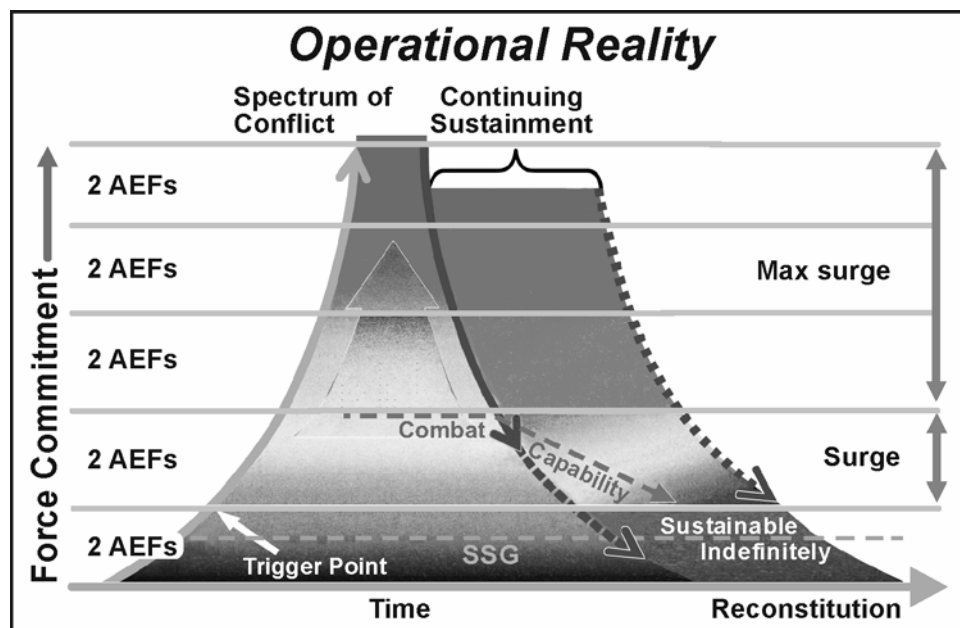 Operational Reality
Spectrum of
Conflict
Continuing
Sustainment
Force Commitment
2 AEFs
2 AEFs
Max surge
2 AEFs
Combat
Capability
2 AEFs
Surge
2 AEFs
Trigger Point
SSG
Sustainable
Indefinitely
Time
Reconstitution